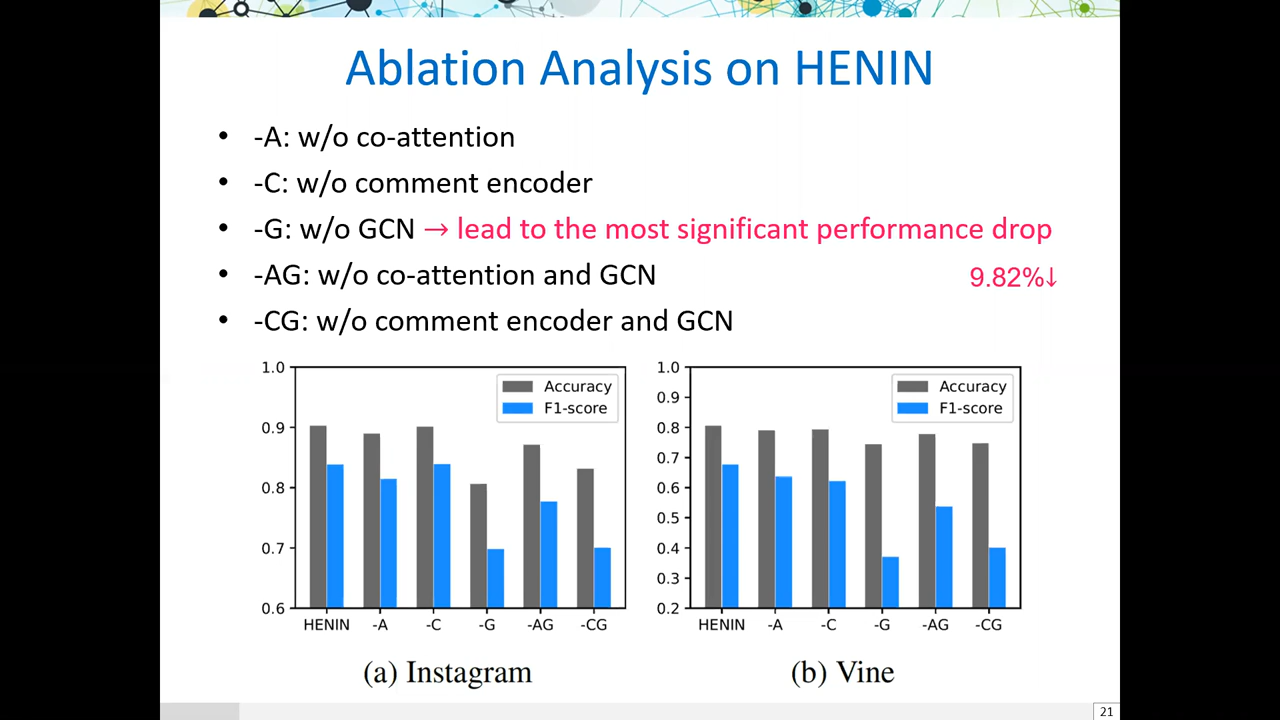 Ablation Analysis on HENIN
• -A: w/o co-attention
• -C: w/o comment encoder
• -G: w/o GCN → lead to the most significant performance drop
• -AG: w/o co-attention and GCN
9.82%↓
• -CG: w/o comment encoder and GCN
1.0
0.9
0.8
0.7
0.6
Accuracy
F1-score
HENIN -A -C -G -AG -CG
(a) Instagram
1.0
0.9
0.8
0.7
0.6
0.5
0.4
0.3
0.2
Accuracy
F1-score
HENIN -A -C -G -AG -CG
(b) Vine
21